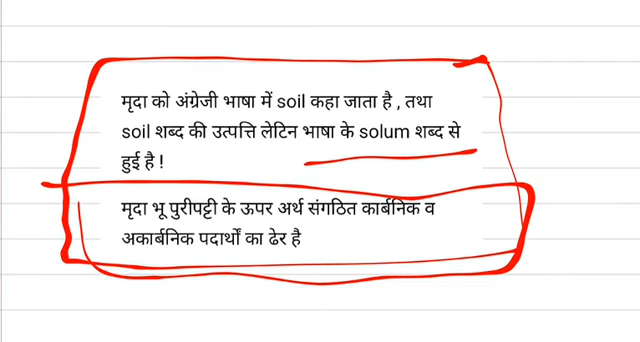 मृदा को अंग्रेजी भाषा में soil कहा जाता है , तथा
soil शब्द की उत्पत्ति लेटिन भाषा के solum शब्द से
हुई है !
मृदा भू पुरीपट्टी के ऊपर अर्थ संगठित कार्बनिक व
अकार्बनिक पदार्थों का ढेर है